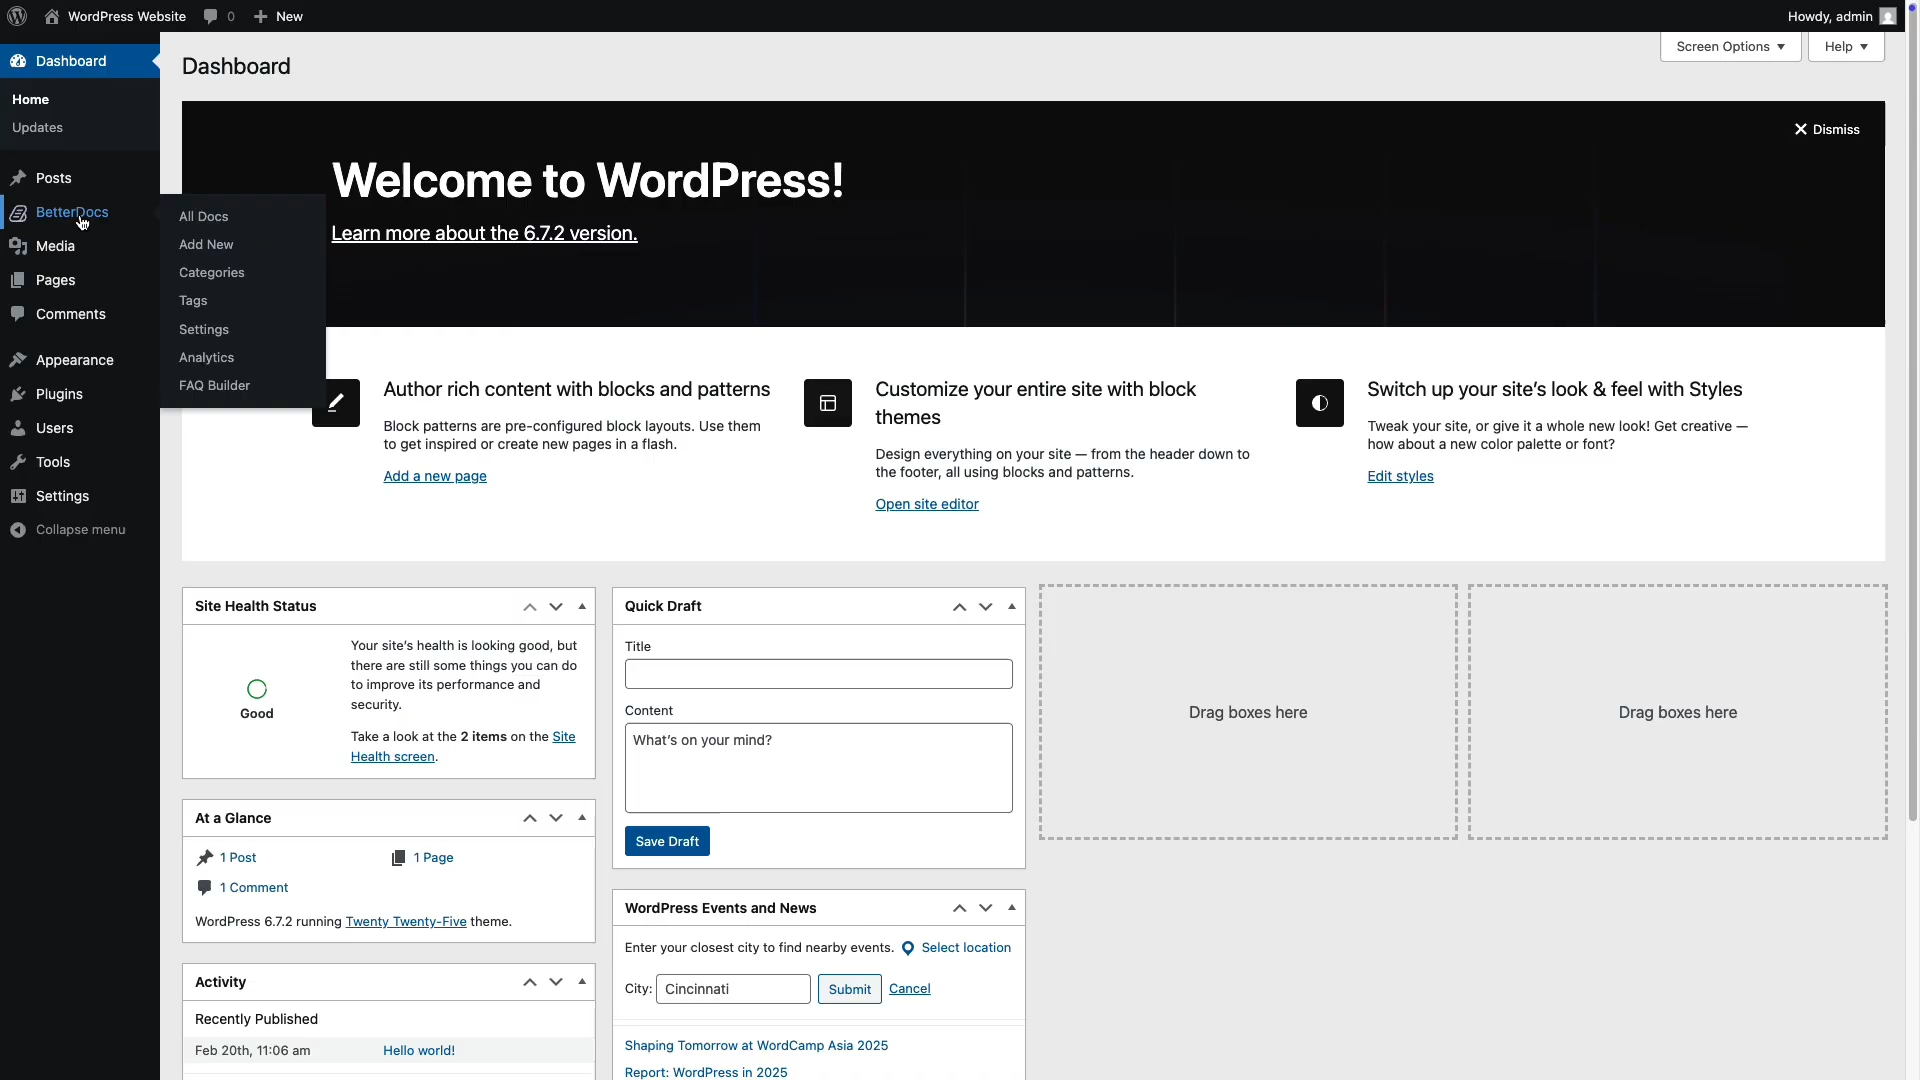 WordPress Website 0 New Howdy, admin
Screen Options Help
Dashboard
Home
Updates
Posts
BetterDocs
Media
Pages
Comments
Appearance
Plugins
Users
Tools
Settings
Collapse menu
All Docs
Add New
Categories
Tags
Settings
Analytics
FAQ Builder
Dashboard
Dismiss
Welcome to WordPress!
Learn more about the 6.7.2 version.
Author rich content with blocks and patterns
Block patterns are pre-configured block layouts. Use them
to get inspired or create new pages in a flash.
Add a new page
Customize your entire site with block
themes
Design everything on your site — from the header down to
the footer, all using blocks and patterns.
Open site editor
Switch up your site’s look & feel with Styles
Tweak your site, or give it a whole new look! Get creative —
how about a new color palette or font?
Edit styles
Site Health Status
Good
Your site’s health is looking good, but
there are still some things you can do
to improve its performance and
security.
Take a look at the 2 items on the Site
Health screen.
At a Glance
1 Post 1 Page
1 Comment
WordPress 6.7.2 running Twenty Twenty-Five theme.
Activity
Recently Published
Feb 20th, 11:06 am Hello world!
Quick Draft
Title
Content
What’s on your mind?
Save Draft
WordPress Events and News
Enter your closest city to find nearby events. Select location
City: Cincinnati Submit Cancel
Shaping Tomorrow at WordCamp Asia 2025
Report: WordPress in 2025
Drag boxes here
Drag boxes here